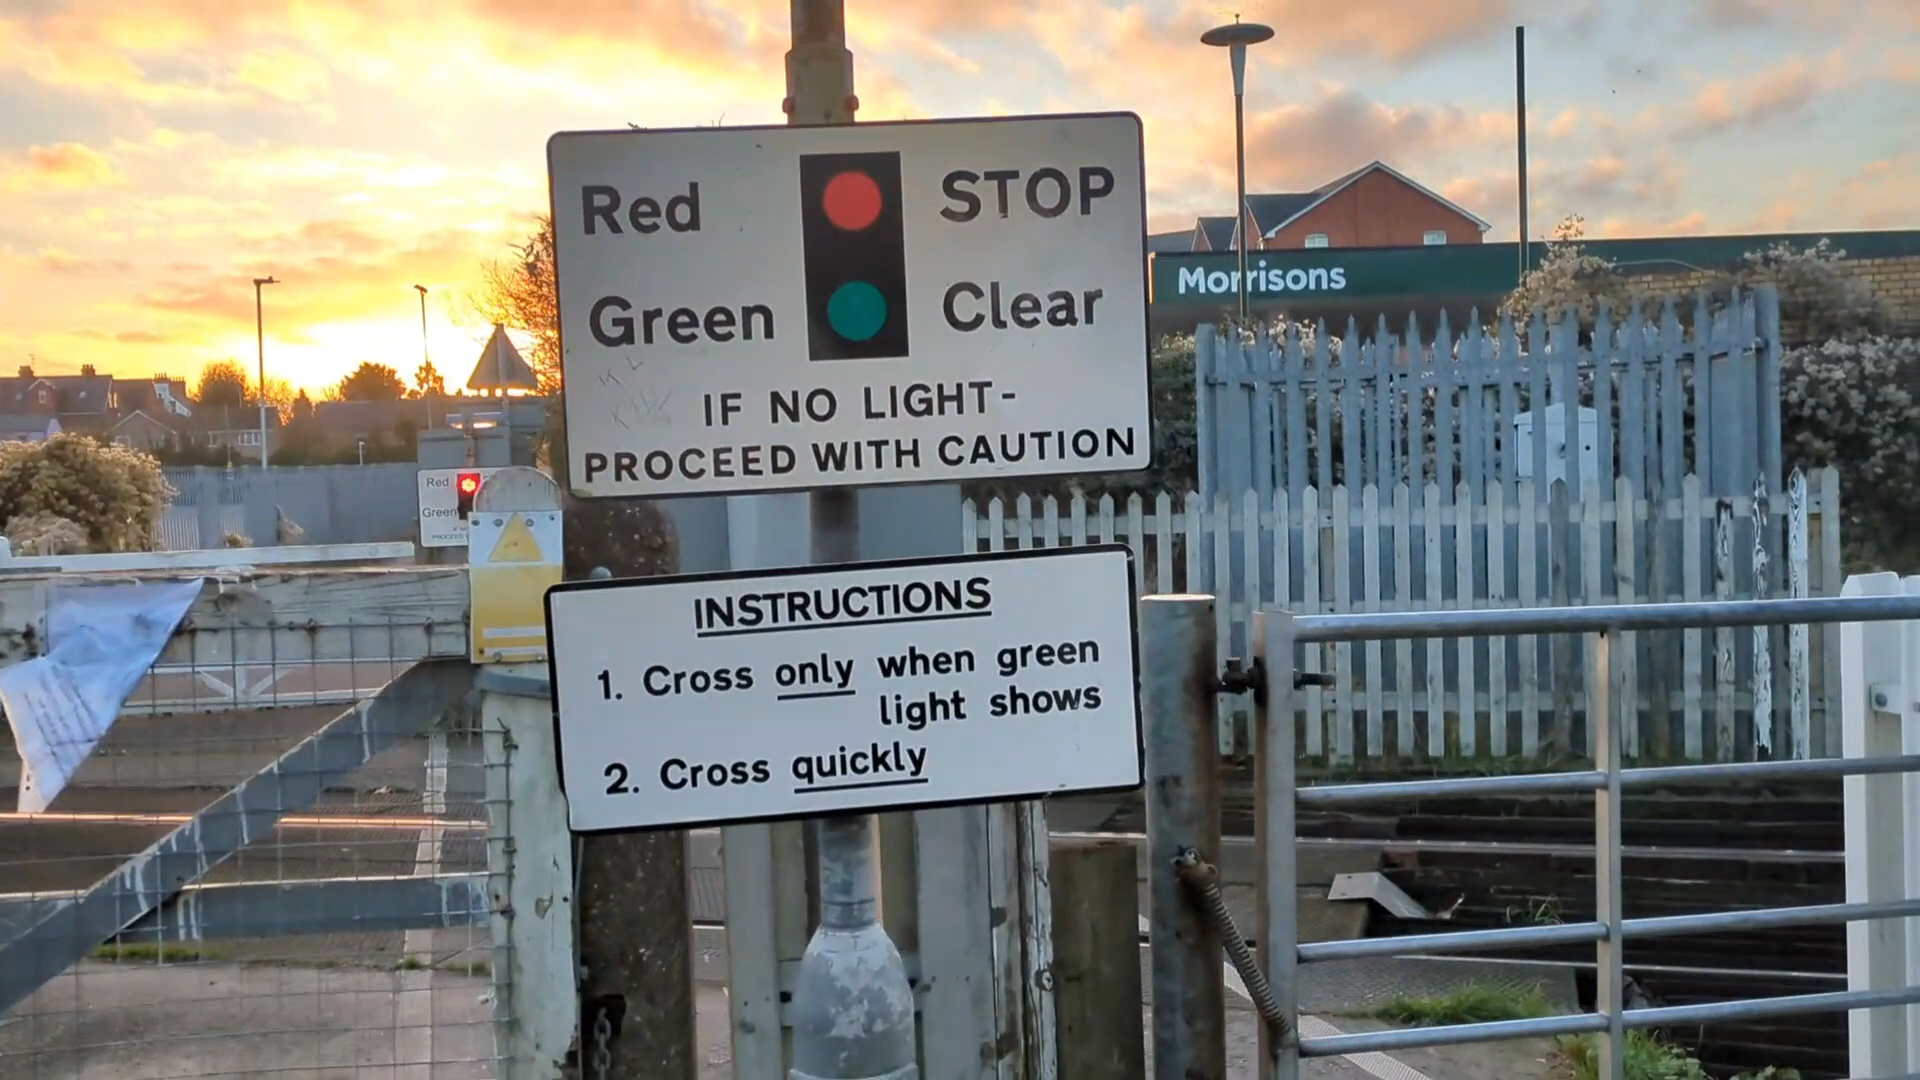 Red STOP
Green Clear
IF NO LIGHT-
PROCEED WITH CAUTION
Morrisons
Red
Green
INSTRUCTIONS
1. Cross only when green
light shows
2. Cross quickly